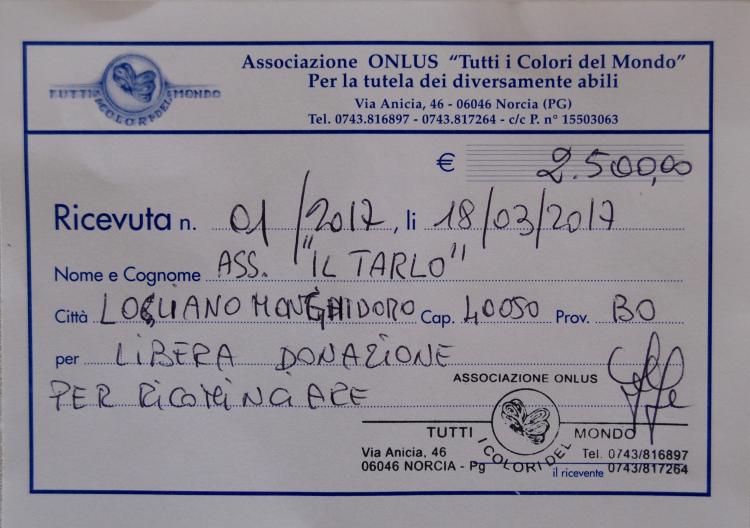 TUTTI I COLORI DEL MONDO
Associazione ONLUS “Tutti i Colori del Mondo”
Per la tutela dei diversamente abili
Via Anicia, 46 - 06046 Norcia (PG)
Tel. 0743.816897 - 0743.817264 - c/c P. n° 15503063
€ 2.500,00
Ricevuta n. 01/2017, li 18/03/2017
Nome e Cognome ASS. "IL TARLO"
Città LOGLIANO MONGHIDORO Cap. 40050 Prov. BO
per LIBERA DONAZIONE
PER RICOMINCIARE
ASSOCIAZIONE ONLUS
TUTTI I COLORI DEL MONDO
Via Anicia, 46 Tel. 0743/816897
06046 NORCIA - Pg il ricevente 0743/817264